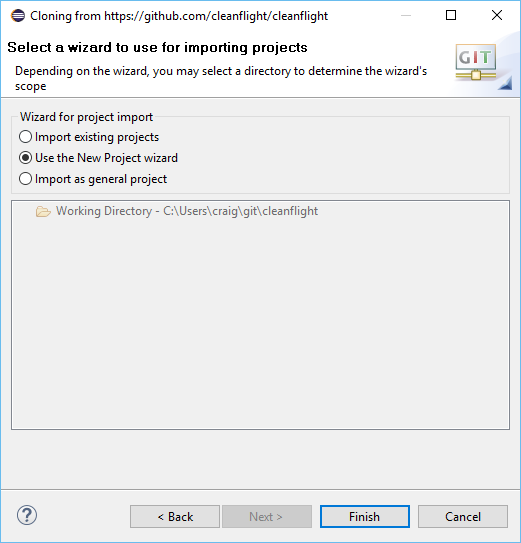 Cloning from https://github.com/cleanflight/cleanflight
Select a wizard to use for importing projects
Depending on the wizard, you may select a directory to determine the wizard's
scope
GIT
Wizard for project import
Import existing projects
Use the New Project wizard
Import as general project
Working Directory - C:\Users\craig\git\cleanflight
?
< Back
Next >
Finish
Cancel